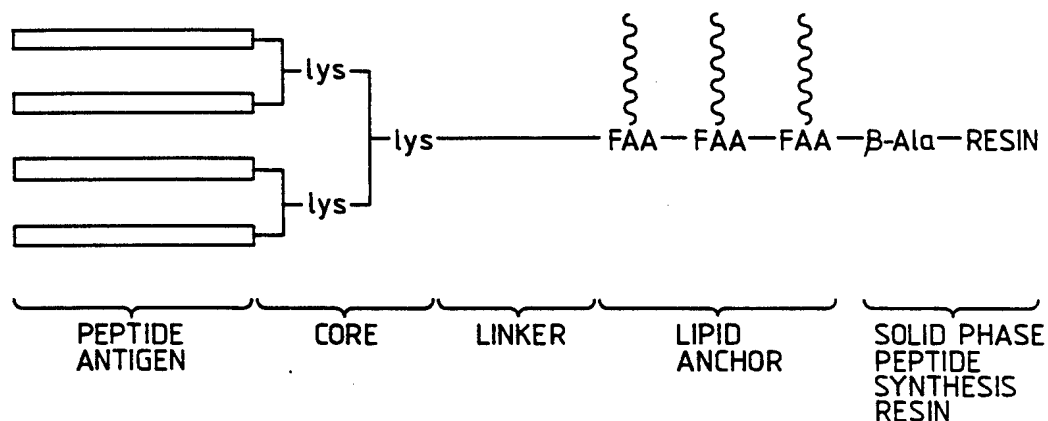 lys
lys
FAA FAA FAA β-Ala RESIN
lys
PEPTIDE
ANTIGEN
CORE
LINKER
LIPID
ANCHOR
SOLID PHASE
PEPTIDE
SYNTHESIS
RESIN